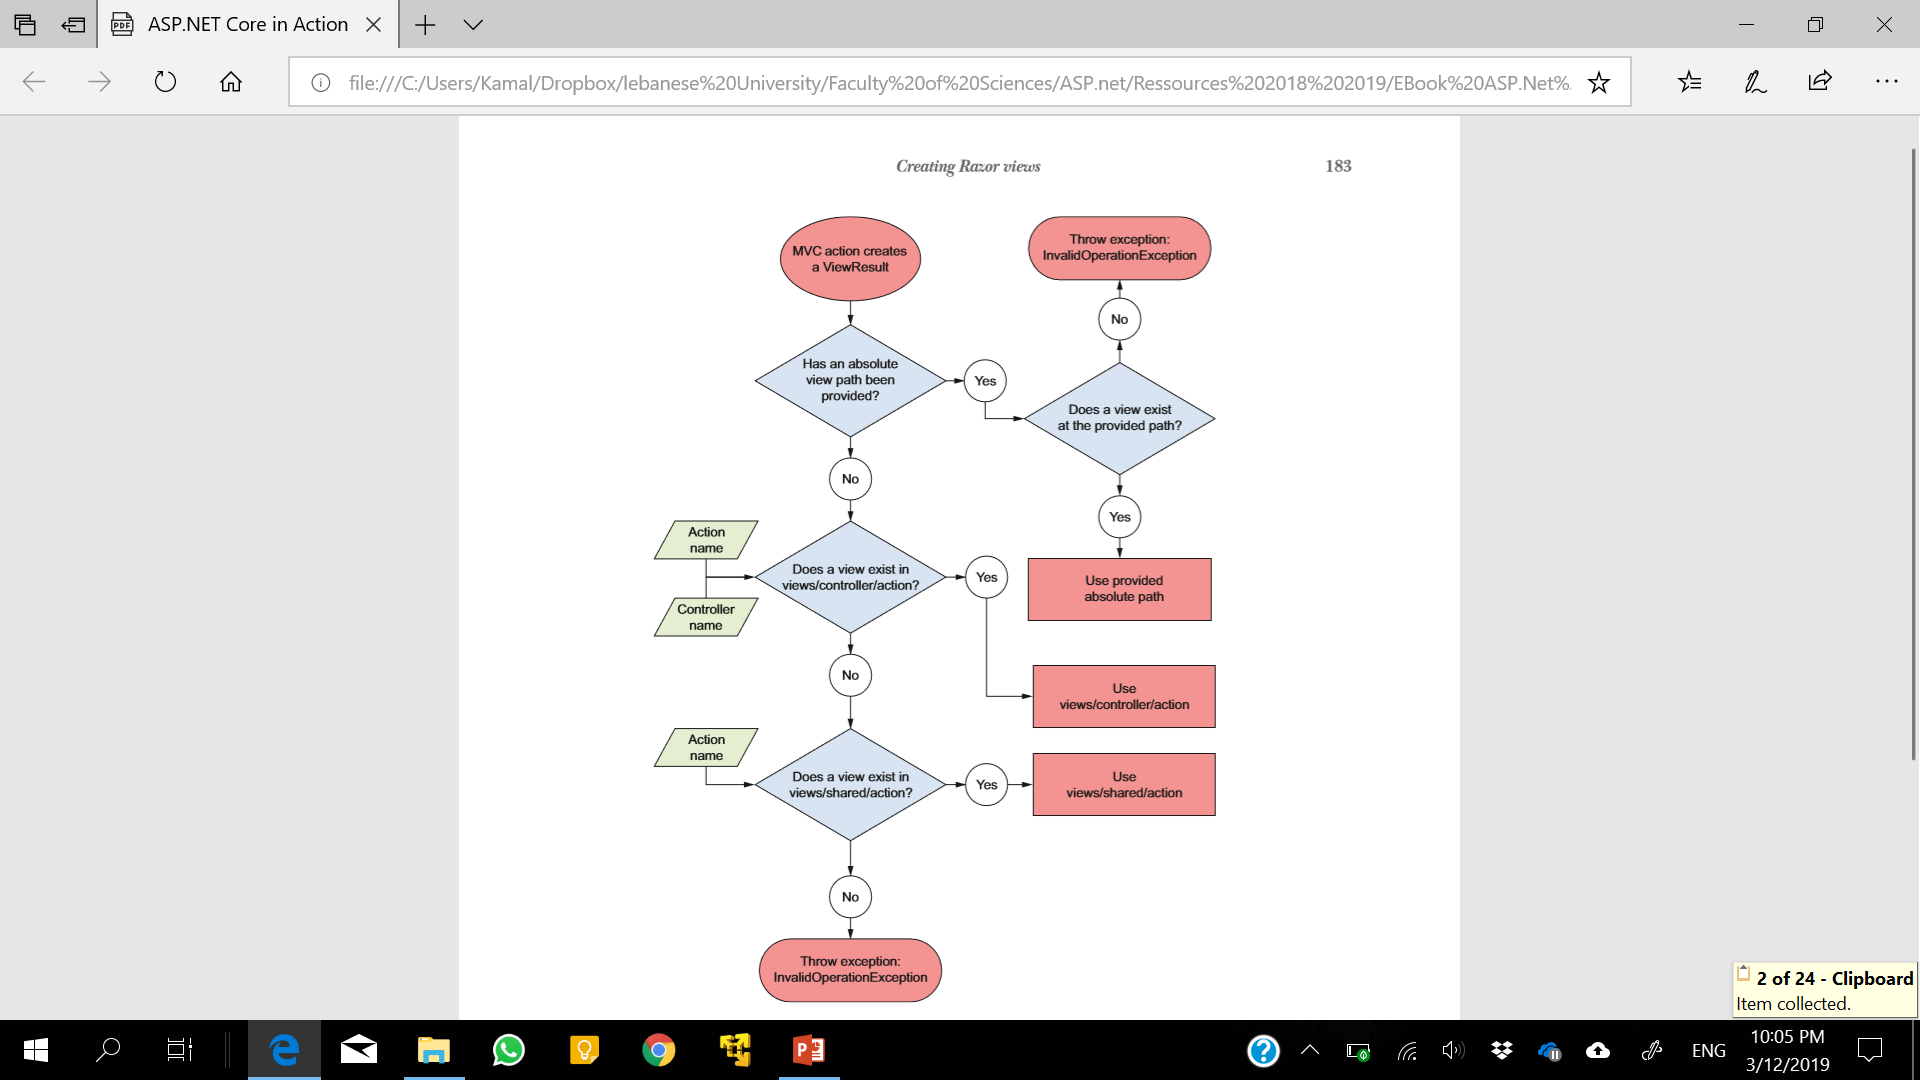 ASP.NET Core in Action
file:///C:/Users/Kamal/Dropbox/lebanese%20University/Faculty%20of%20Sciences/ASP.net/Ressources%202018%202019/EBook%20ASP.Net%.
Creating Razor views
183
MVC action creates
a ViewResult
Throw exception:
InvalidOperationException
No
Has an absolute
view path been
provided?
Yes
Does a view exist
at the provided path?
No
Yes
Action
name
Controller
name
Does a view exist in
views/controller/action?
Yes
Use provided
absolute path
No
Use
views/controller/action
Action
name
Does a view exist in
views/shared/action?
Yes
Use
views/shared/action
No
Throw exception:
InvalidOperationException
2 of 24 - Clipboard
Item collected.
ENG
10:05 PM
3/12/2019